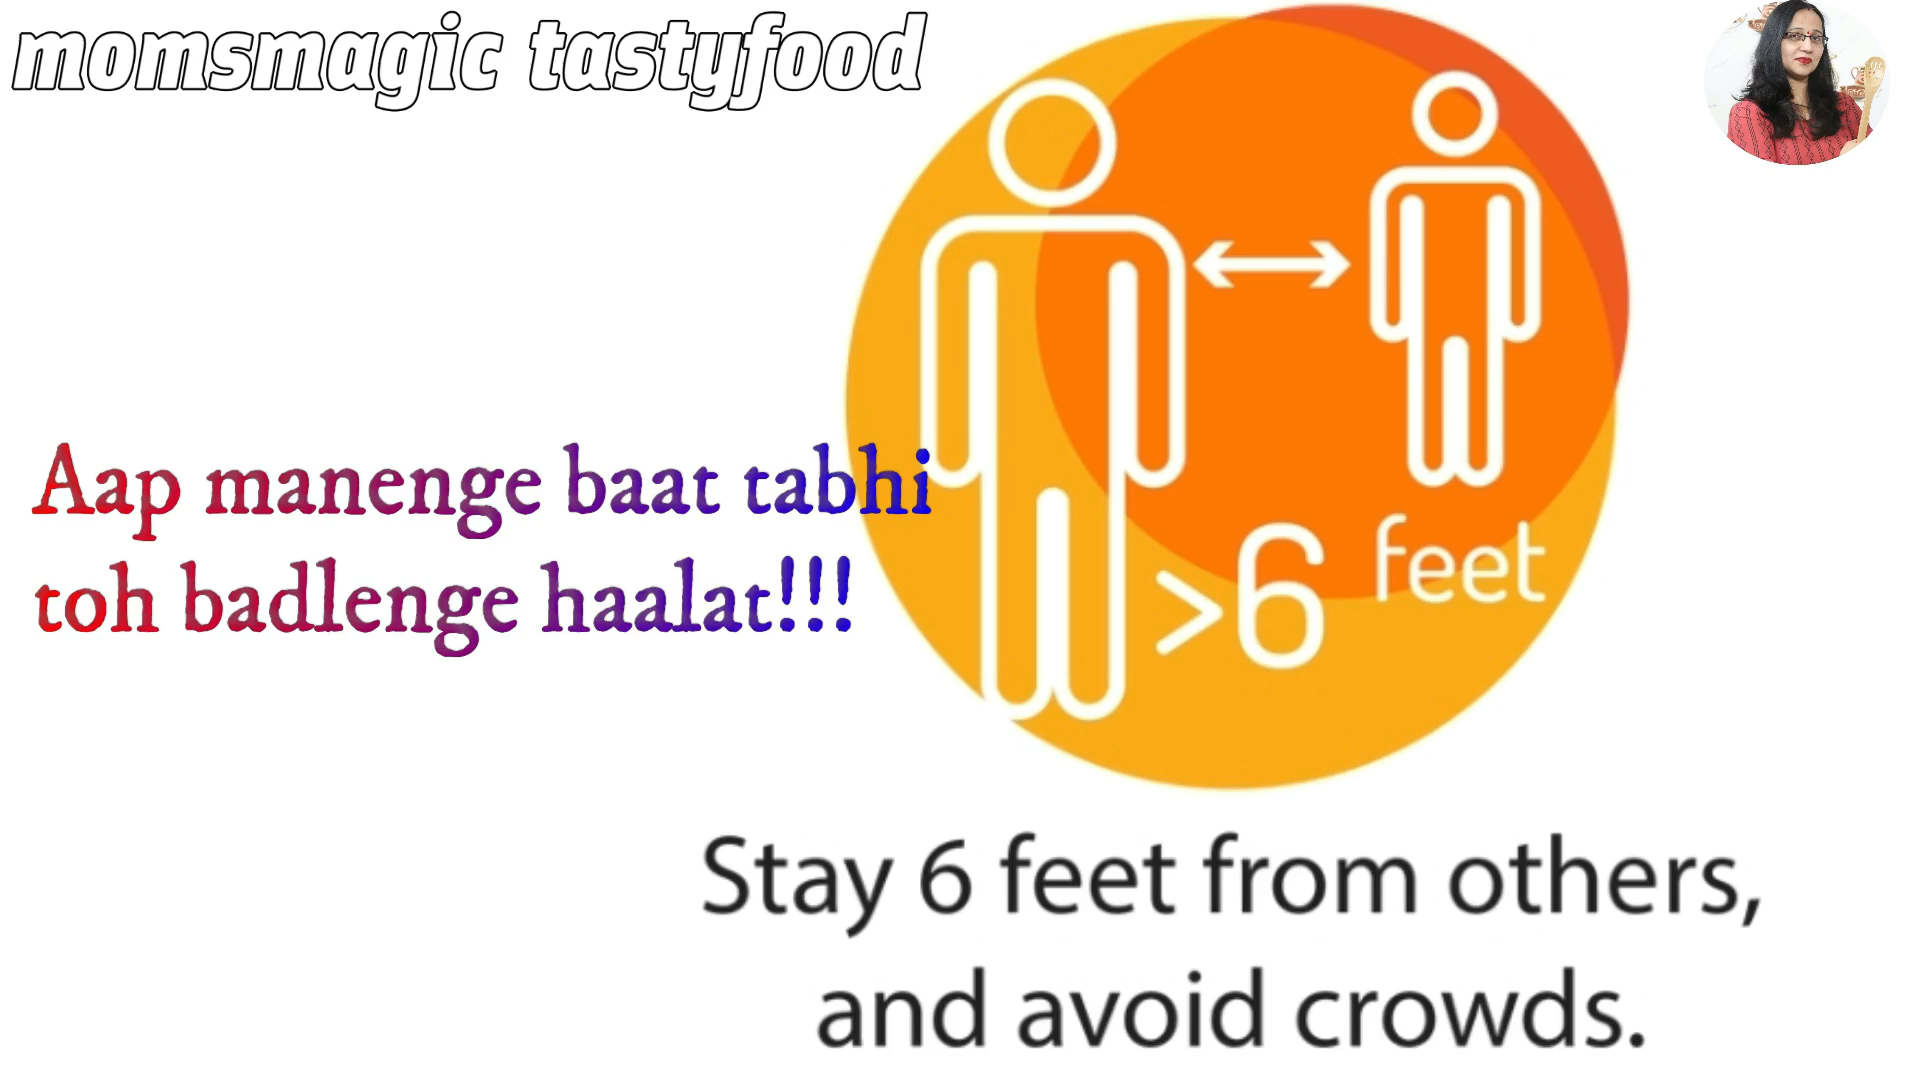 momsmagic tastyfood
Aap manenge baat tabhi
toh badlenge haalat!!!
>6 feet
Stay 6 feet from others,
and avoid crowds.